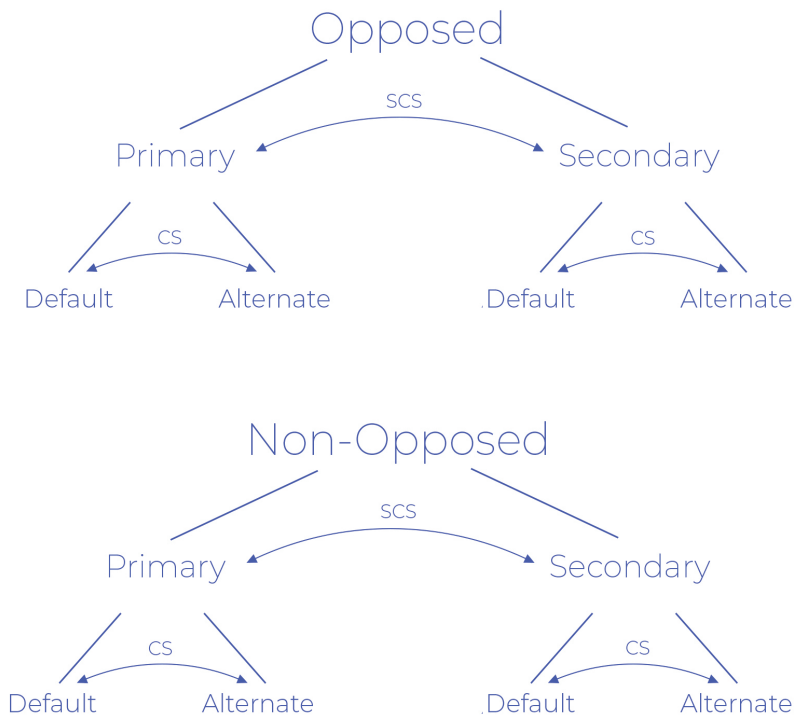 Opposed
SCS
Primary
Secondary
CS
CS
Default
Alternate
.Default
Alternate
Non-Opposed
SCS
Primary
Secondary
CS
CS
Default
Alternate
.Default
Alternate